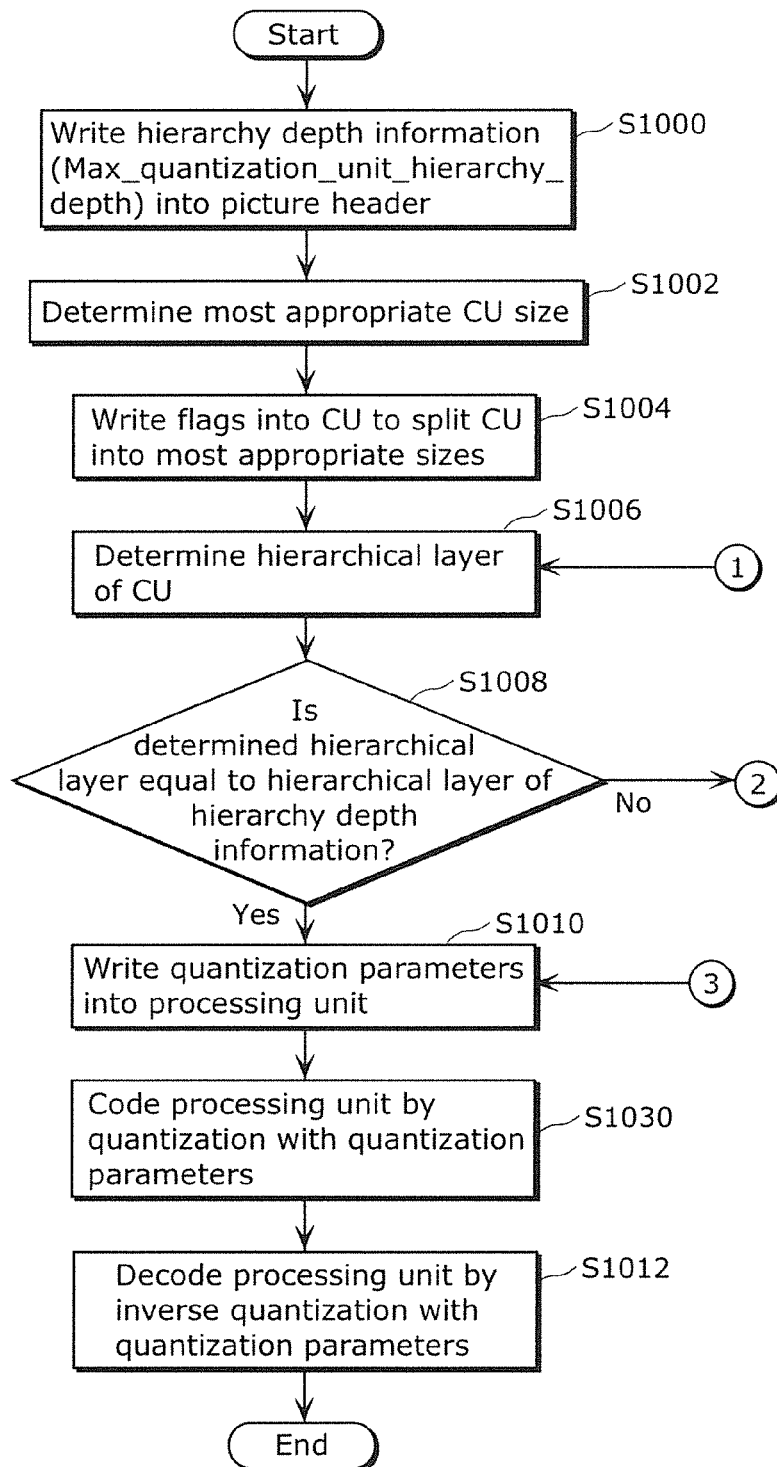 Start
Write hierarchy depth information
(Max_quantization_unit_hierarchy_
depth) into picture header
S1000
Determine most appropriate CU size
S1002
Write flags into CU to split CU
into most appropriate sizes
S1004
Determine hierarchical layer
of CU
S1006
1
Is
determined hierarchical
layer equal to hierarchical layer of
hierarchy depth
information?
S1008
No
2
Yes
Write quantization parameters
into processing unit
S1010
3
Code processing unit by
quantization with quantization
parameters
S1030
Decode processing unit by
inverse quantization with
quantization parameters
S1012
End